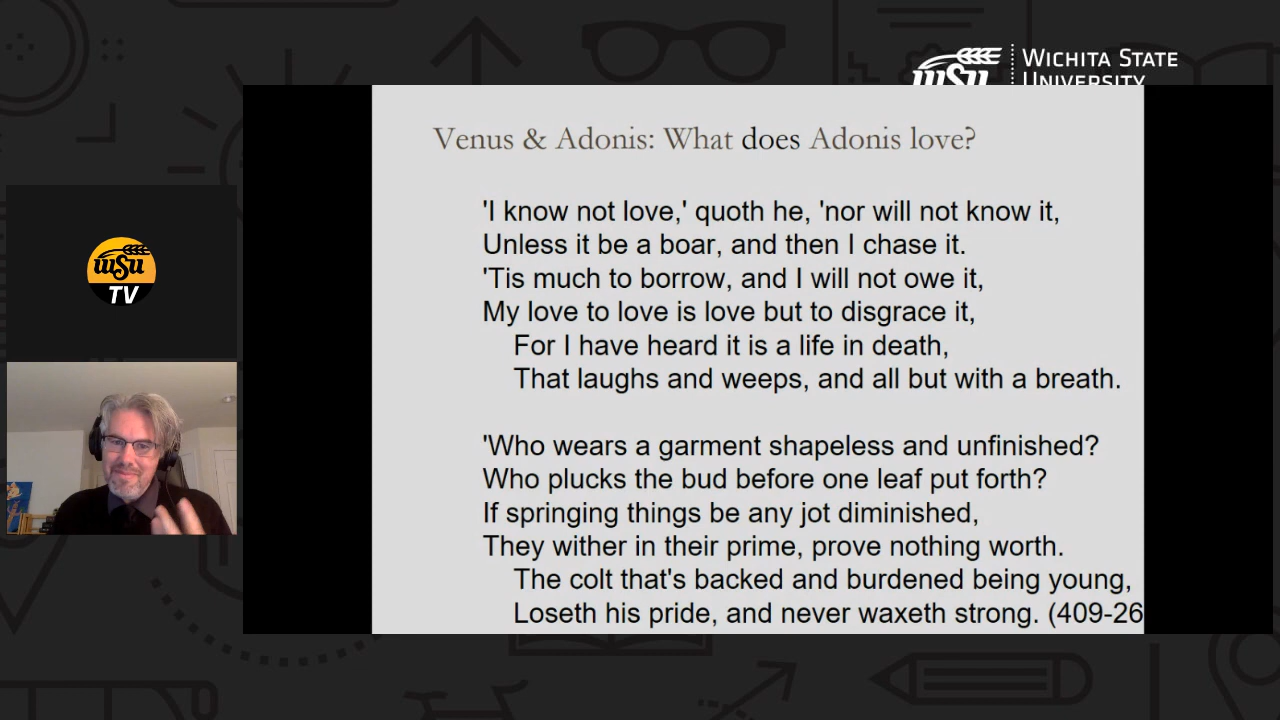 WSU
WICHITA STATE
UNIVERSITY
Venus & Adonis: What does Adonis love?
'I know not love,' quoth he, 'nor will not know it,
Unless it be a boar, and then I chase it.
'Tis much to borrow, and I will not owe it,
My love to love is love but to disgrace it,
For I have heard it is a life in death,
That laughs and weeps, and all but with a breath.
'Who wears a garment shapeless and unfinished?
Who plucks the bud before one leaf put forth?
If springing things be any jot diminished,
They wither in their prime, prove nothing worth.
The colt that's backed and burdened being young,
Loseth his pride, and never waxeth strong. (409-26
wsu
TV